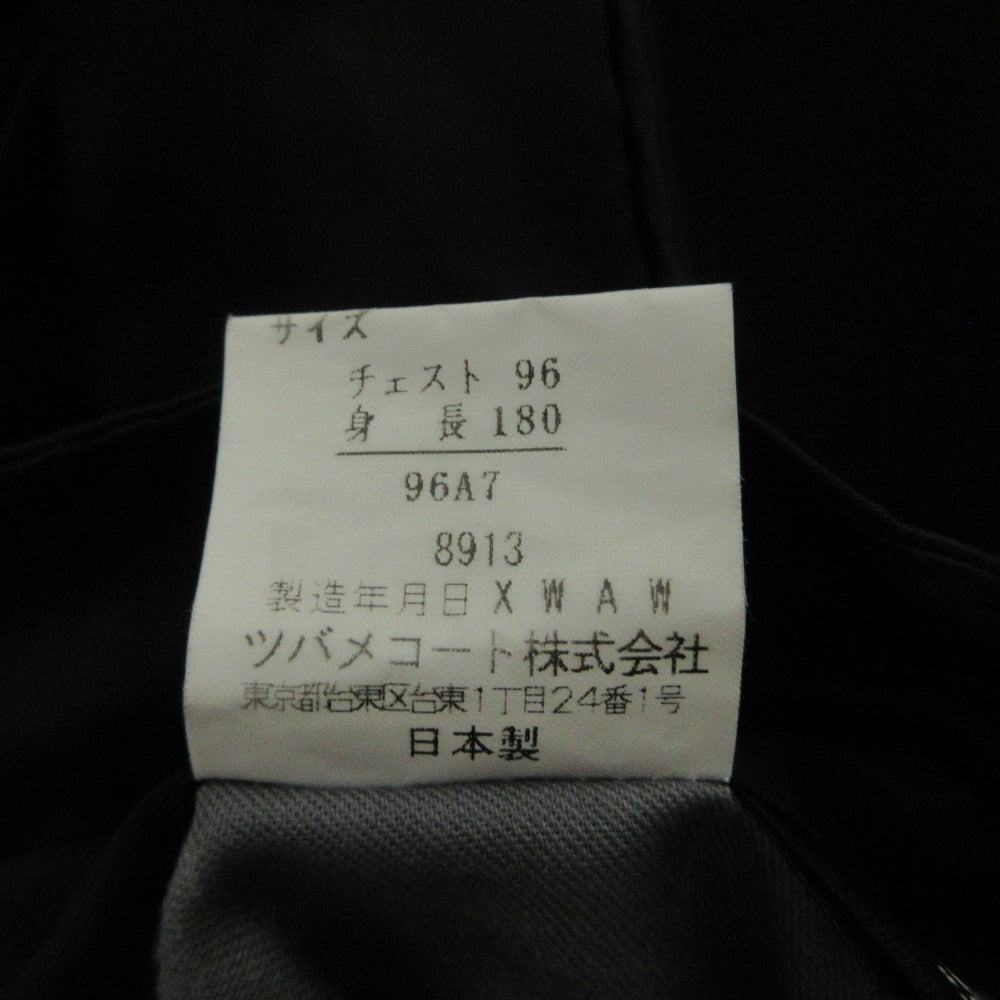 サイズ
チェスト 96
身 長 180
96A7
8913
製造年月日 X W A W
ツバメコート株式会社
東京都台東区台東1丁目24番1号
日本製